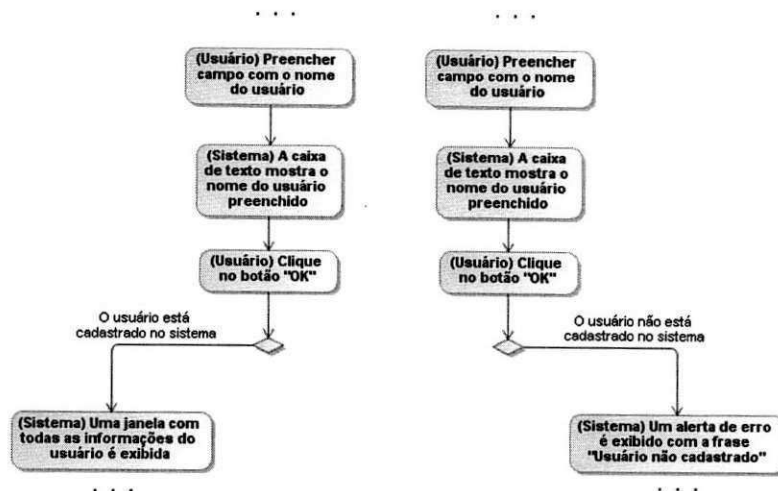 . . .
(Usuário) Preencher
campo com o nome
do usuário
(Sistema) A caixa
de texto mostra o
nome do usuário
preenchido
(Usuário) Clique
no botão "OK"
O usuário está
cadastrado no sistema
(Sistema) Uma janela com
todas as informações do
usuário é exibida
. . .
. . .
(Usuário) Preencher
campo com o nome
do usuário
(Sistema) A caixa
de texto mostra o
nome do usuário
preenchido
(Usuário) Clique
no botão "OK"
O usuário não está
cadastrado no sistema
(Sistema) Um alerta de erro
é exibido com a frase
"Usuário não cadastrado"
. . .